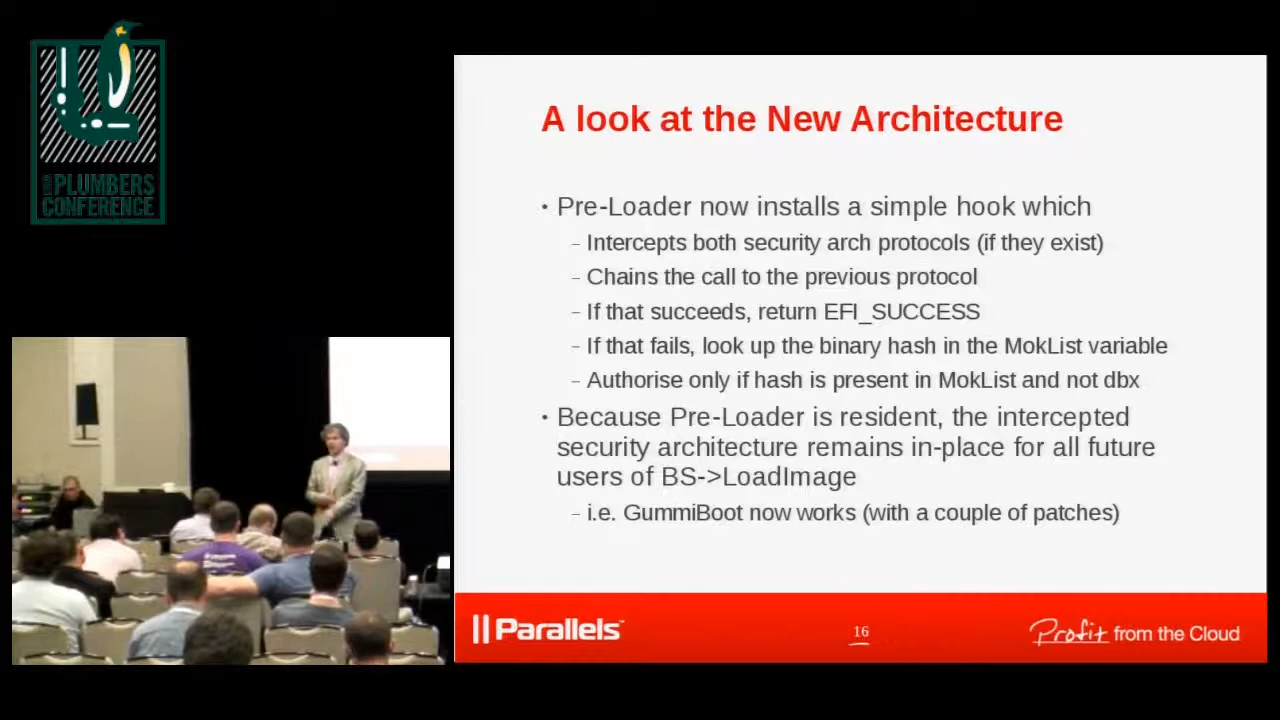 PLUMBERS
CONFERENCE
A look at the New Architecture
• Pre-Loader now installs a simple hook which
– Intercepts both security arch protocols (if they exist)
– Chains the call to the previous protocol
– If that succeeds, return EFI_SUCCESS
– If that fails, look up the binary hash in the MokList variable
– Authorise only if hash is present in MokList and not dbx
• Because Pre-Loader is resident, the intercepted
security architecture remains in-place for all future
users of BS->LoadImage
– i.e. GummiBoot now works (with a couple of patches)
Parallels™
16
Profit from the Cloud